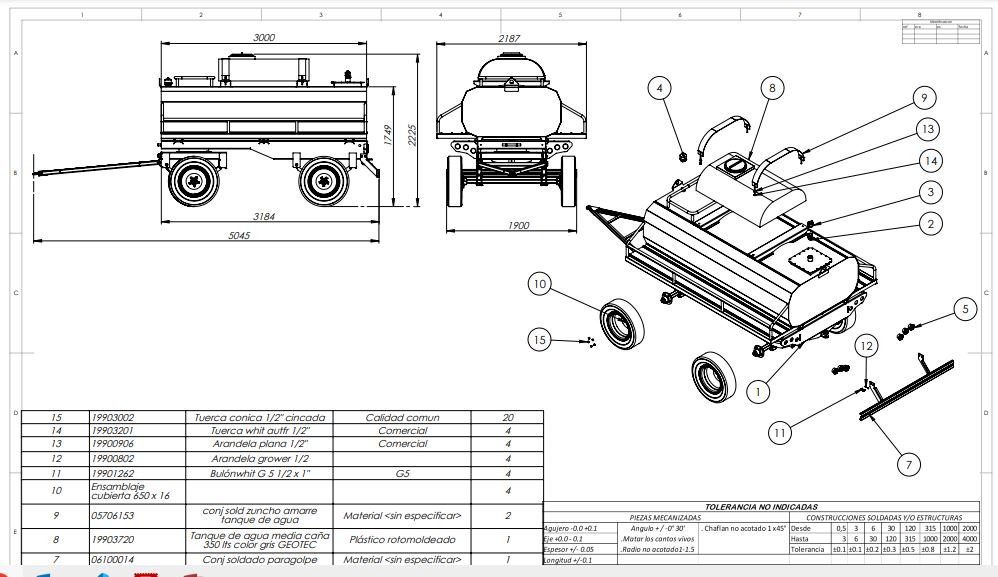 1 2 3 4 5 6 7 8
3000
2187
1749
2225
3184
5045
1900
4
8
9
13
14
3
2
10
15
5
12
1
11
7
A
B
C
D
E
A
B
C
D
15 19903002 Tuerca conica 1/2" cincada Calidad comun 20
14 19903201 Tuerca whit autfr 1/2" Comercial 4
13 19900906 Arandela plana 1/2" Comercial 4
12 19900802 Arandela grower 1/2 4
11 19901262 Bulónwhit G 5 1/2 x 1" G5 4
10 Ensamblaje cubierta 650 x 16 4
9 05706153 conj sold zuncho amarre tanque de agua Material <sin especificar> 2
8 19903720 Tanque de agua media caña 350 lts color gris GEOTEC Plástico rotomoldeado 1
7 06100014 Conj soldado paragolpe Material <sin especificar> 1
TOLERANCIA NO INDICADAS
PIEZAS MECANIZADAS CONSTRUCCIONES SOLDADAS Y/O ESTRUCTURAS
Agujero -0.0 +0.1 Angulo + / -0° 30' . Chaflan no acotado 1 x45° Desde 0,5 3 6 30 120 315 1000 2000
Eje +0.0 - 0.1 .Matar los cantos vivos Hasta 3 6 30 120 315 1000 2000 4000
Espesor +/- 0.05 .Radio no acotado1-1.5 Tolerancia ±0.1 ±0.1 ±0.2 ±0.3 ±0.5 ±0.8 ±1.2 ±2
Longitud +/-0.1